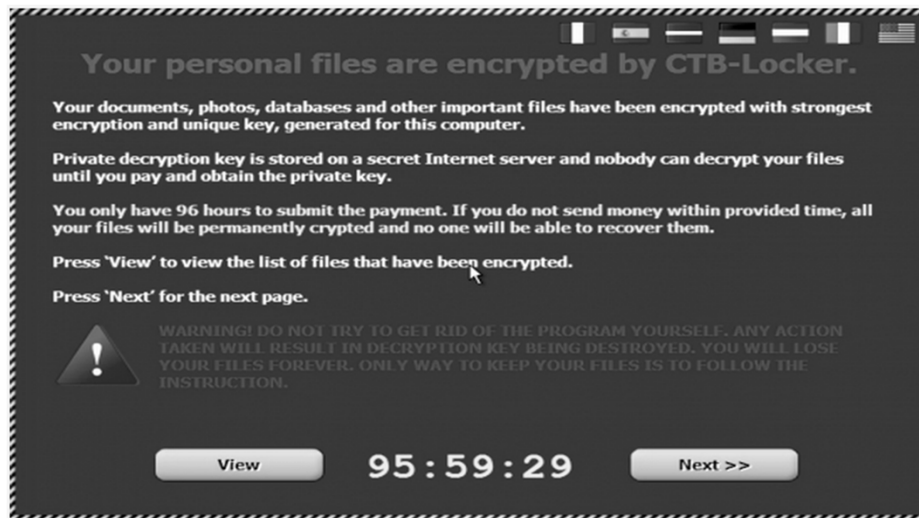 Your personal files are encrypted by CTB-Locker.
Your documents, photos, databases and other important files have been encrypted with strongest
encryption and unique key, generated for this computer.
Private decryption key is stored on a secret Internet server and nobody can decrypt your files
until you pay and obtain the private key.
You only have 96 hours to submit the payment. If you do not send money within provided time, all
your files will be permanently crypted and no one will be able to recover them.
Press 'View' to view the list of files that have been encrypted.
Press 'Next' for the next page.
WARNING! DO NOT TRY TO GET RID OF THE PROGRAM YOURSELF. ANY ACTION
TAKEN WILL RESULT IN DECRYPTION KEY BEING DESTROYED. YOU WILL LOSE
YOUR FILES FOREVER. ONLY WAY TO KEEP YOUR FILES IS TO FOLLOW THE
INSTRUCTION.
View
95:59:29
Next >>